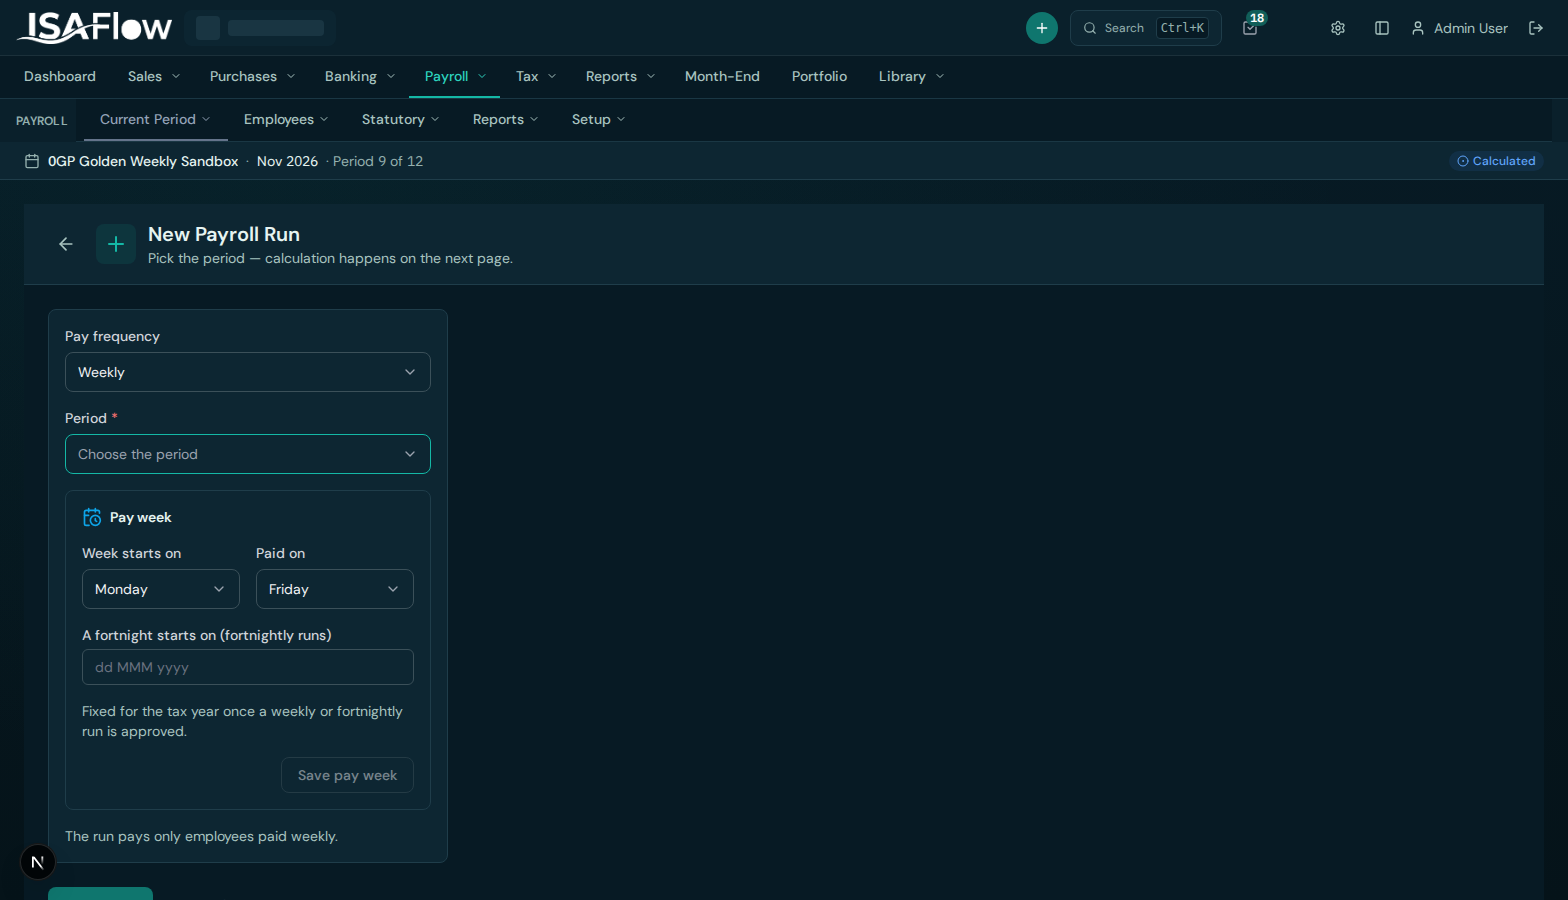 ISAFlow
Search Ctrl+K
18
Admin User
Dashboard Sales Purchases Banking Payroll Tax Reports Month-End Portfolio Library
PAYROLL Current Period Employees Statutory Reports Setup
0GP Golden Weekly Sandbox · Nov 2026 · Period 9 of 12
Calculated
New Payroll Run
Pick the period — calculation happens on the next page.
Pay frequency
Weekly
Period *
Choose the period
Pay week
Week starts on Paid on
Monday Friday
A fortnight starts on (fortnightly runs)
dd MMM yyyy
Fixed for the tax year once a weekly or fortnightly
run is approved.
Save pay week
The run pays only employees paid weekly.
N